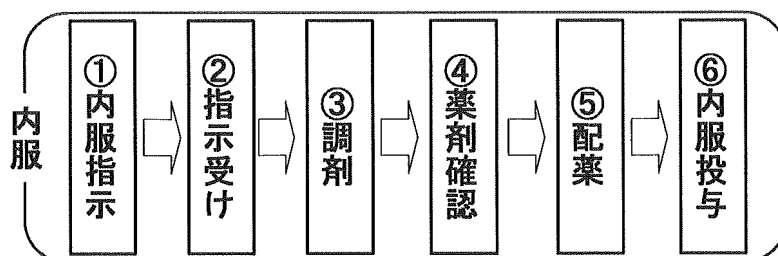 内服
①内服指示
②指示受け
③調剤
④薬剤確認
⑤配薬
⑥内服投与